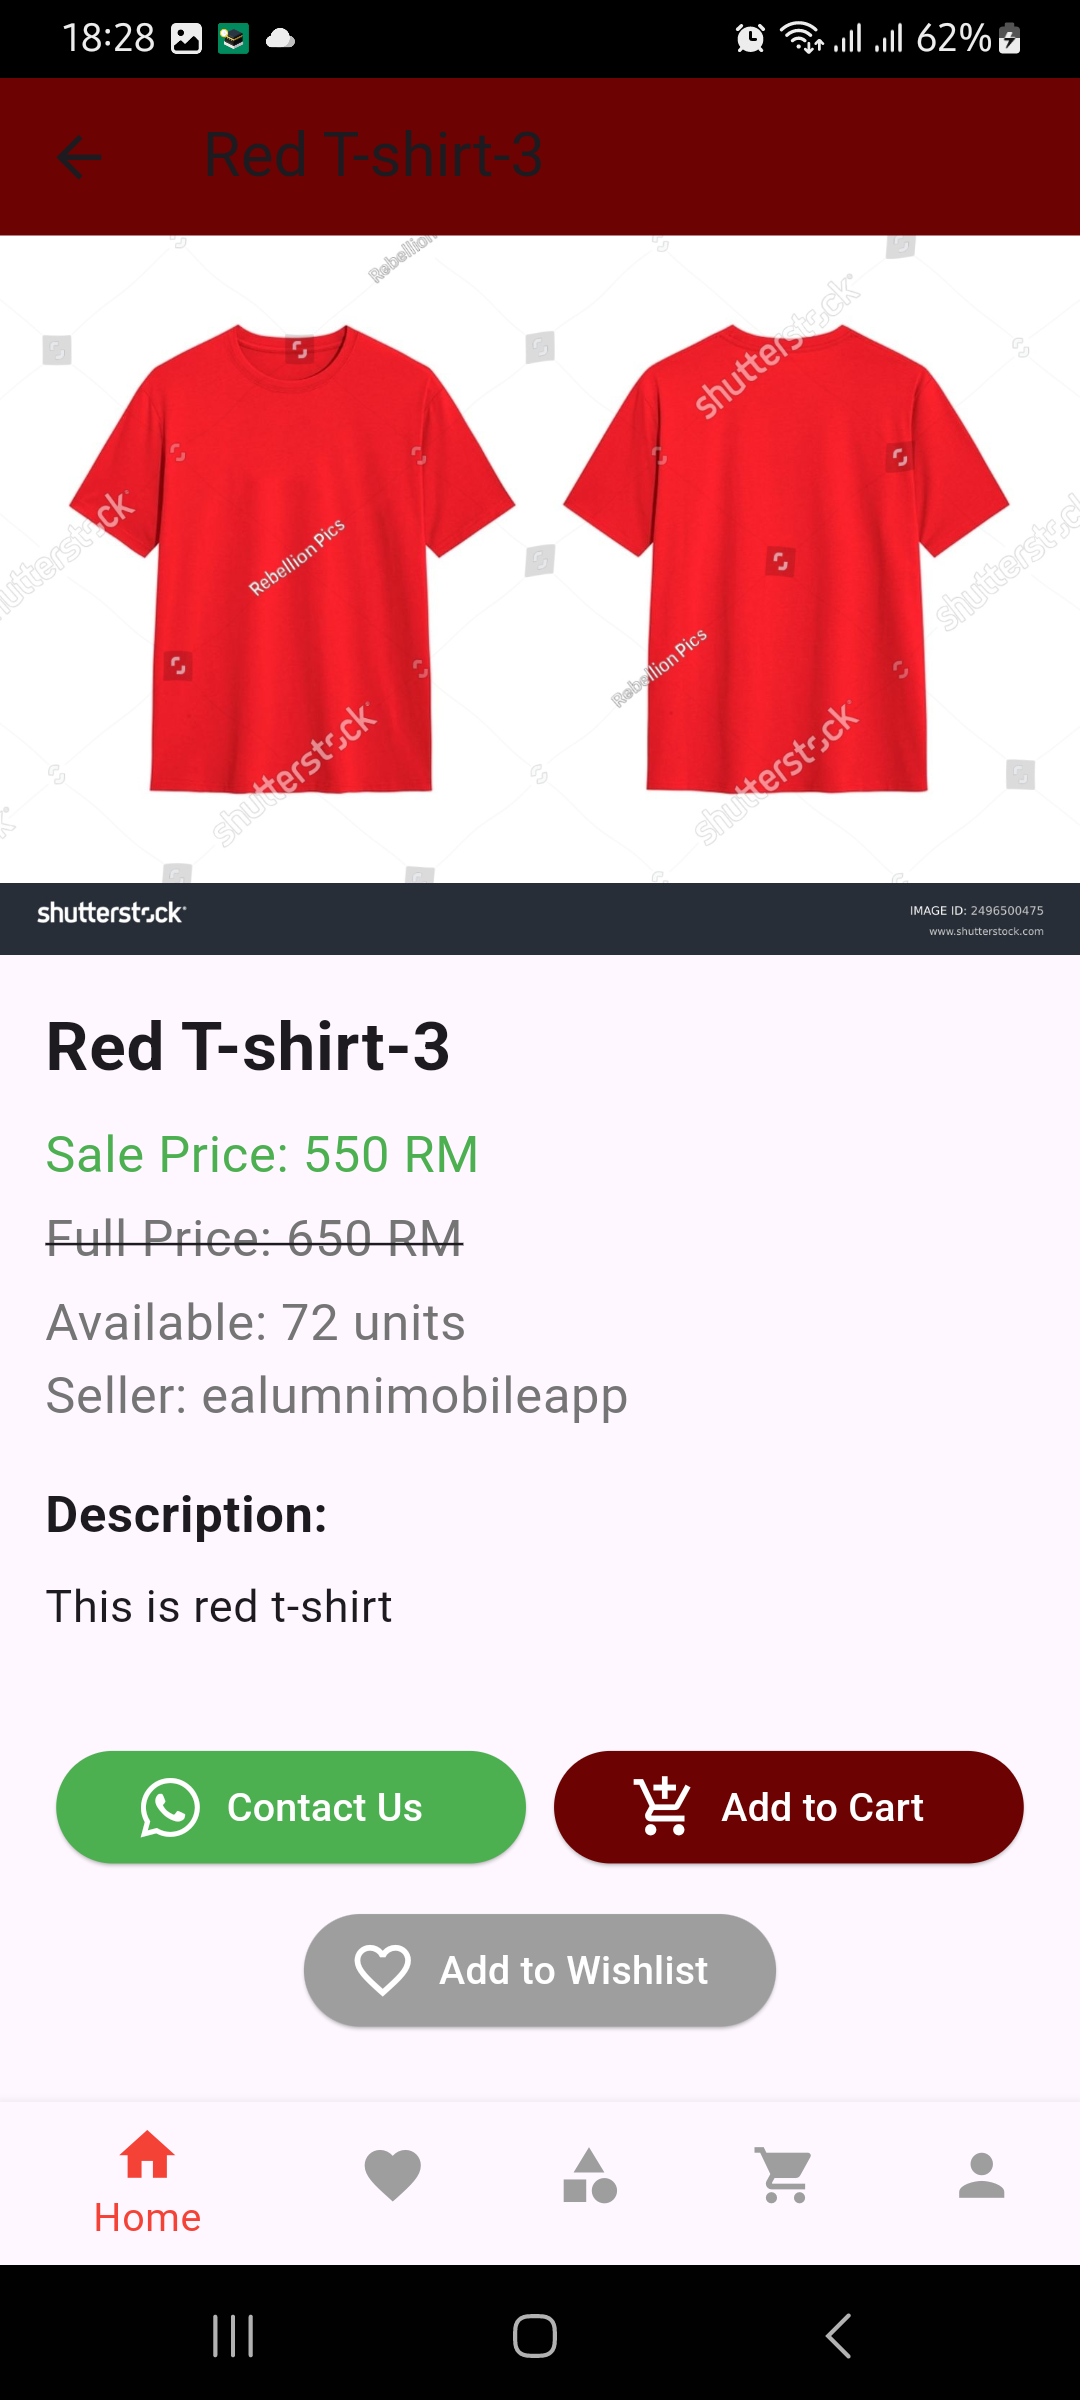 18:28
62%
Red T-shirt-3
Rebellion
shutterstock
shutterstock
shutterstock
Rebellion Pics
Rebellion Pics
shutterstock
shutterstock
shutterstock
IMAGE ID: 2496500475
www.shutterstock.com
Red T-shirt-3
Sale Price: 550 RM
Full Price: 650 RM
Available: 72 units
Seller: ealumnimobileapp
Description:
This is red t-shirt
Contact Us
Add to Cart
Add to Wishlist
Home